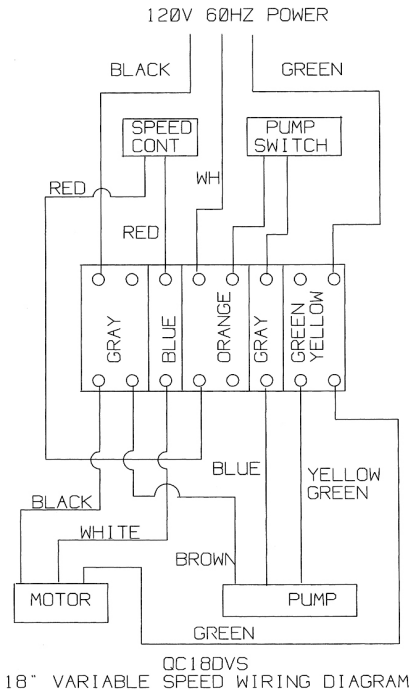 120V 60HZ POWER
BLACK
GREEN
SPEED
CONT
PUMP
SWITCH
RED
WH
RED
GRAY
BLUE
ORANGE
GRAY
GREEN
YELLOW
BLUE
YELLOW
GREEN
BLACK
WHITE
BROWN
MOTOR
PUMP
GREEN
QC18DVS
18" VARIABLE SPEED WIRING DIAGRAM